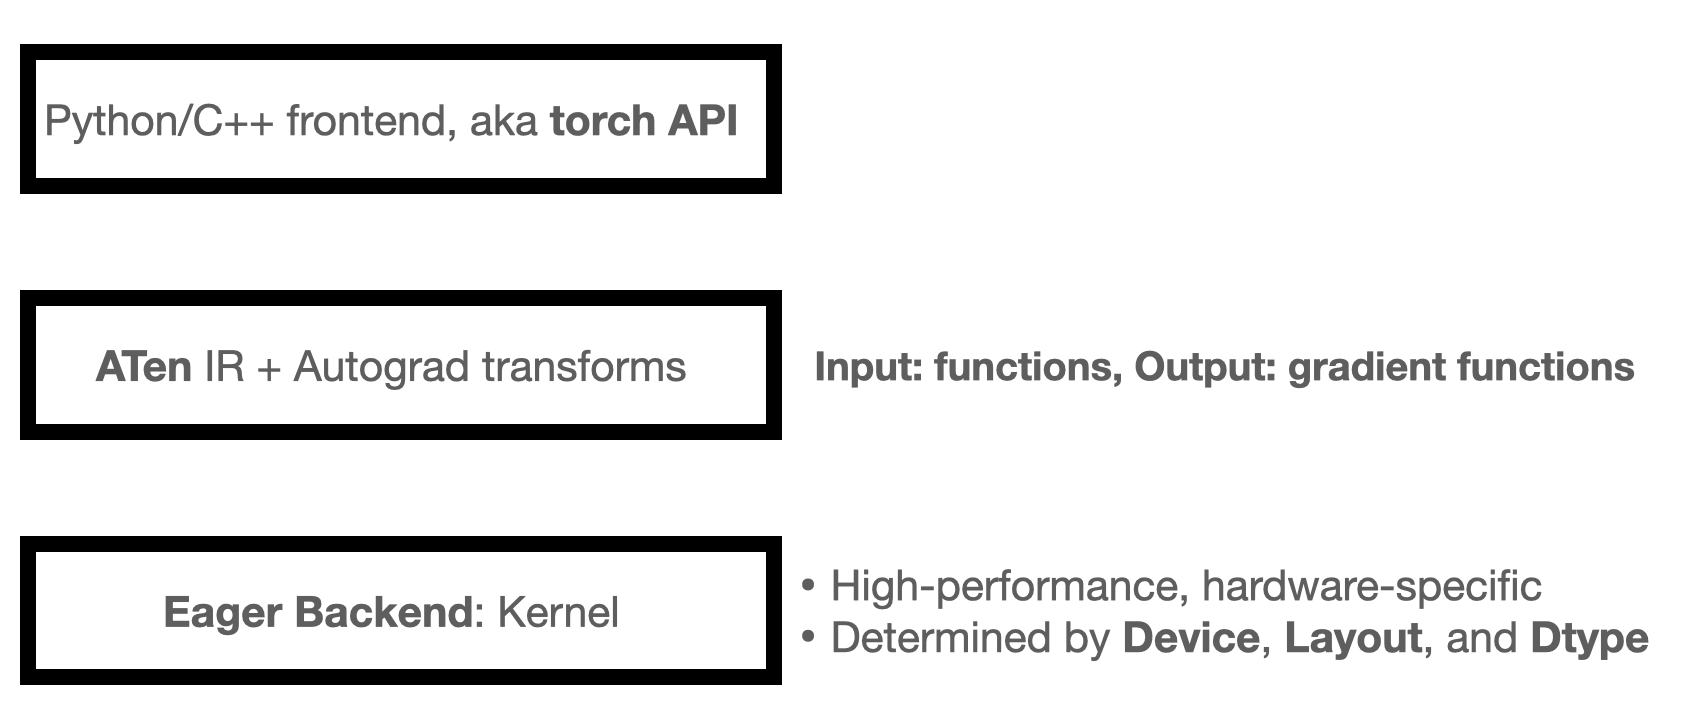 Python/C++ frontend, aka torch API
ATen IR + Autograd transforms
Input: functions, Output: gradient functions
Eager Backend: Kernel
• High-performance, hardware-specific
• Determined by Device, Layout, and Dtype